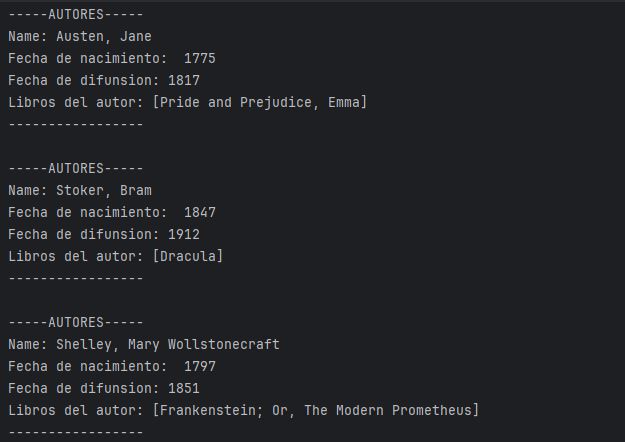 -----AUTORES-----
Name: Austen, Jane
Fecha de nacimiento:  1775
Fecha de difunsion: 1817
Libros del autor: [Pride and Prejudice, Emma]
-----------------
-----AUTORES-----
Name: Stoker, Bram
Fecha de nacimiento:  1847
Fecha de difunsion: 1912
Libros del autor: [Dracula]
-----------------
-----AUTORES-----
Name: Shelley, Mary Wollstonecraft
Fecha de nacimiento:  1797
Fecha de difunsion: 1851
Libros del autor: [Frankenstein; Or, The Modern Prometheus]
-----------------